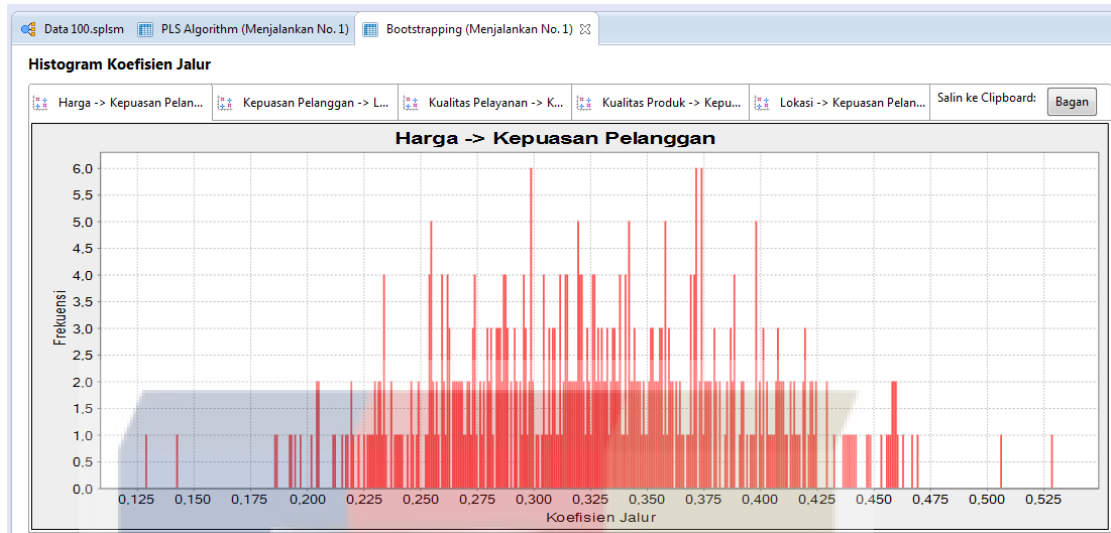 Data 100.splsm PLS Algorithm (Menjalankan No. 1) Bootstrapping (Menjalankan No. 1)
Histogram Koefisien Jalur
Harga -> Kepuasan Pelan... Kepuasan Pelanggan -> L... Kualitas Pelayanan -> K... Kualitas Produk -> Kepu... Lokasi -> Kepuasan Pelan... Salin ke Clipboard: Bagan
Harga -> Kepuasan Pelanggan
6.0
5.5
5.0
4.5
4.0
3.5
3.0
2.5
2.0
1.5
1.0
0.5
0.0
Frekuensi
0,125 0,150 0,175 0,200 0,225 0,250 0,275 0,300 0,325 0,350 0,375 0,400 0,425 0,450 0,475 0,500 0,525
Koefisien Jalur